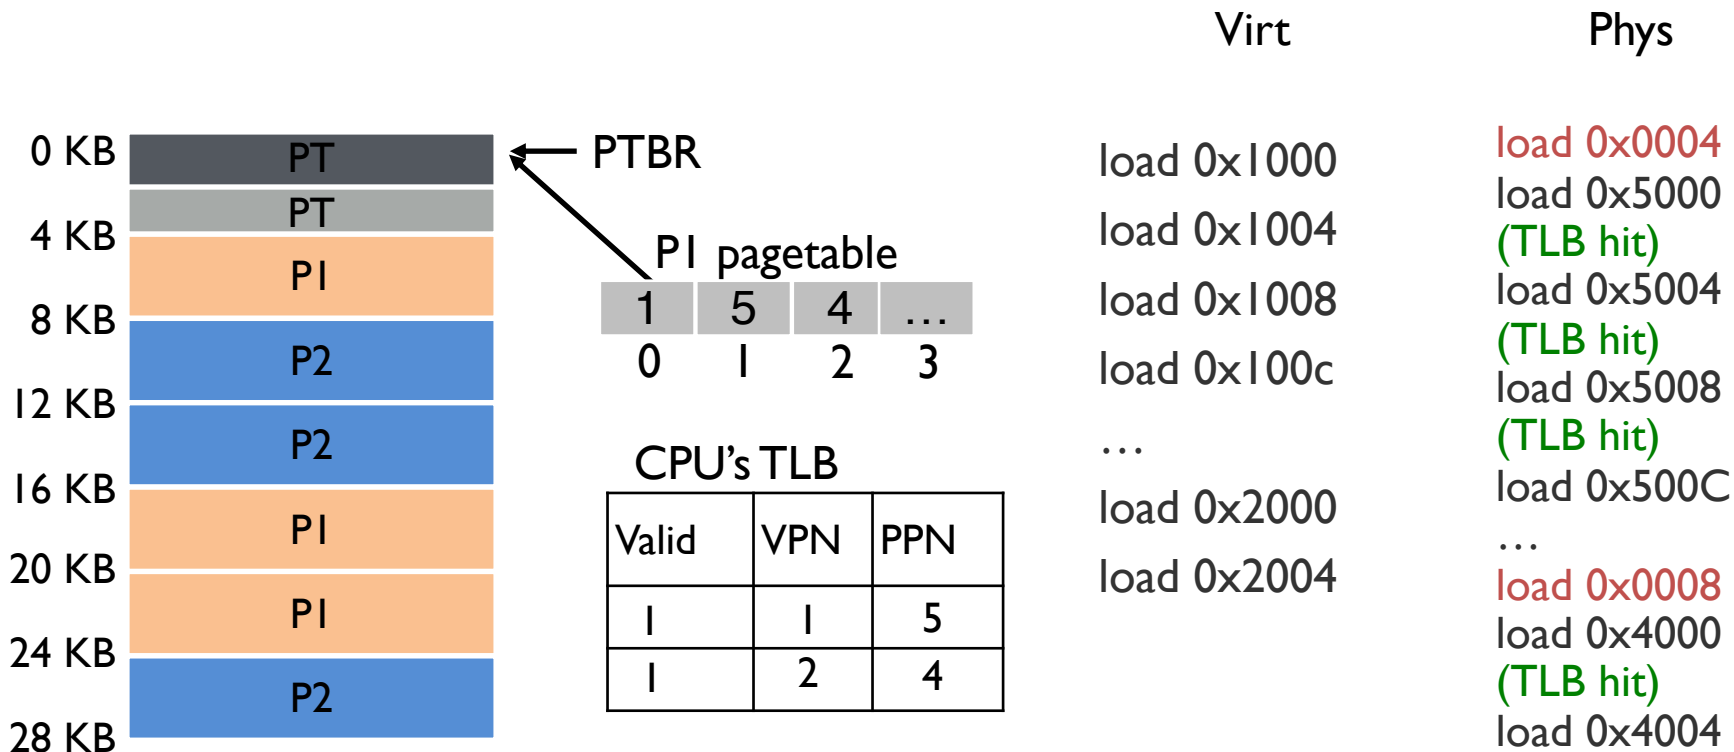 Virt
Phys
0 KB
PT
PT
4 KB
P1
8 KB
P2
12 KB
P2
16 KB
P1
20 KB
P1
24 KB
P2
28 KB
PTBR
P1 pagetable
1 5 4 ...
0 1 2 3
CPU's TLB
Valid VPN PPN
1 1 5
1 2 4
load 0x1000
load 0x1004
load 0x1008
load 0x100c
...
load 0x2000
load 0x2004
load 0x0004
load 0x5000
(TLB hit)
load 0x5004
(TLB hit)
load 0x5008
(TLB hit)
load 0x500C
...
load 0x0008
load 0x4000
(TLB hit)
load 0x4004